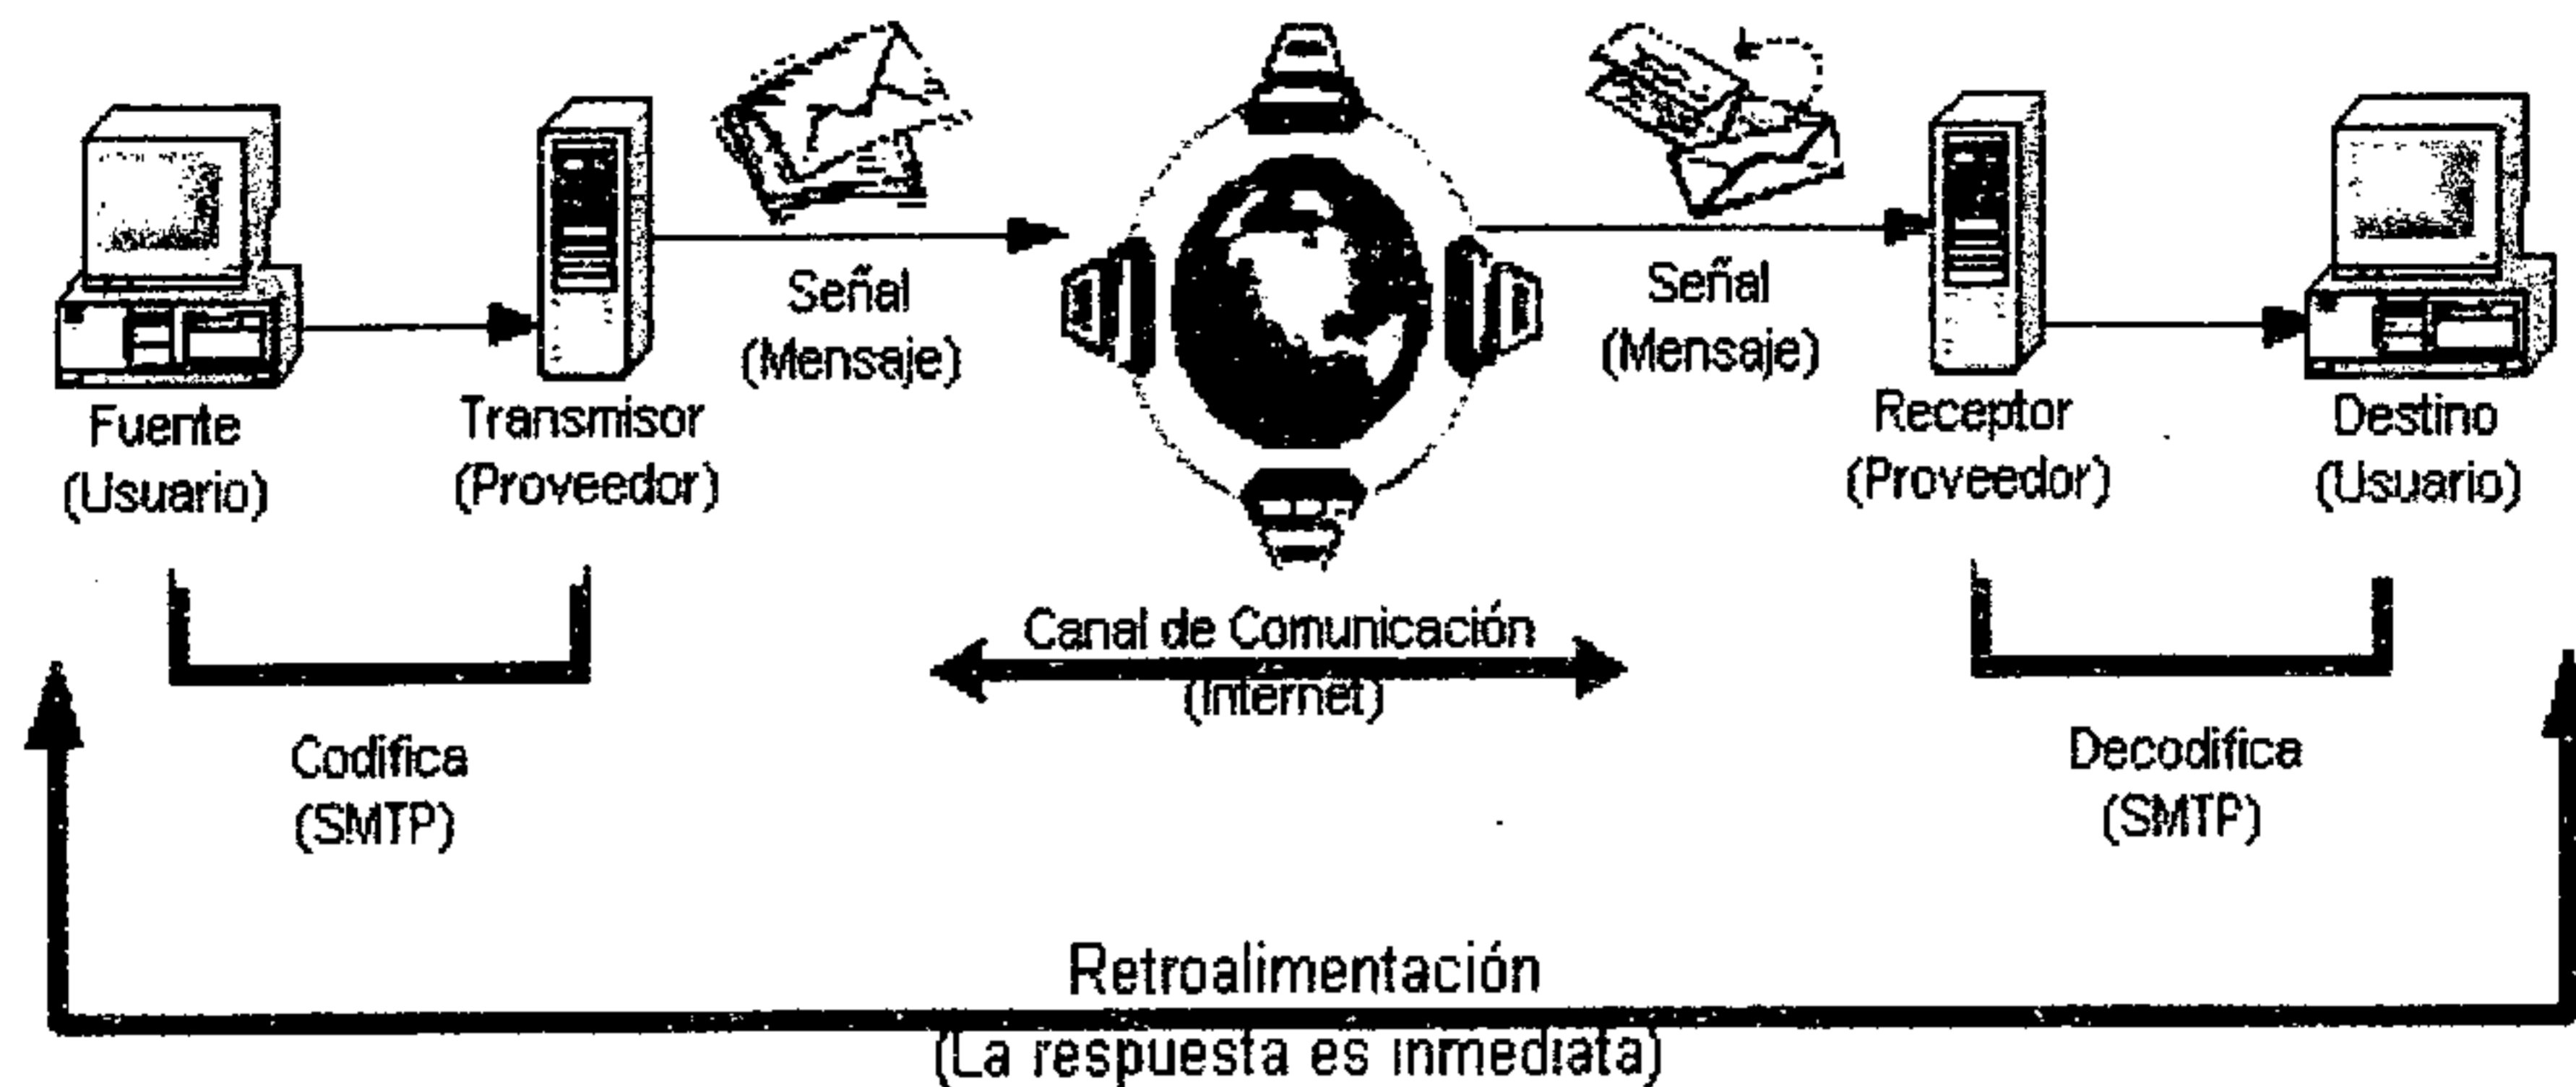 Señal
(Mensaje)
Señal
(Mensaje)
Fuente
(Usuario)
Transmisor
(Proveedor)
Receptor
(Proveedor)
Destino
(Usuario)
Canal de Comunicación
(Internet)
Codifica
(SMTP)
Decodifica
(SMTP)
Retroalimentación
(La respuesta es inmediata)